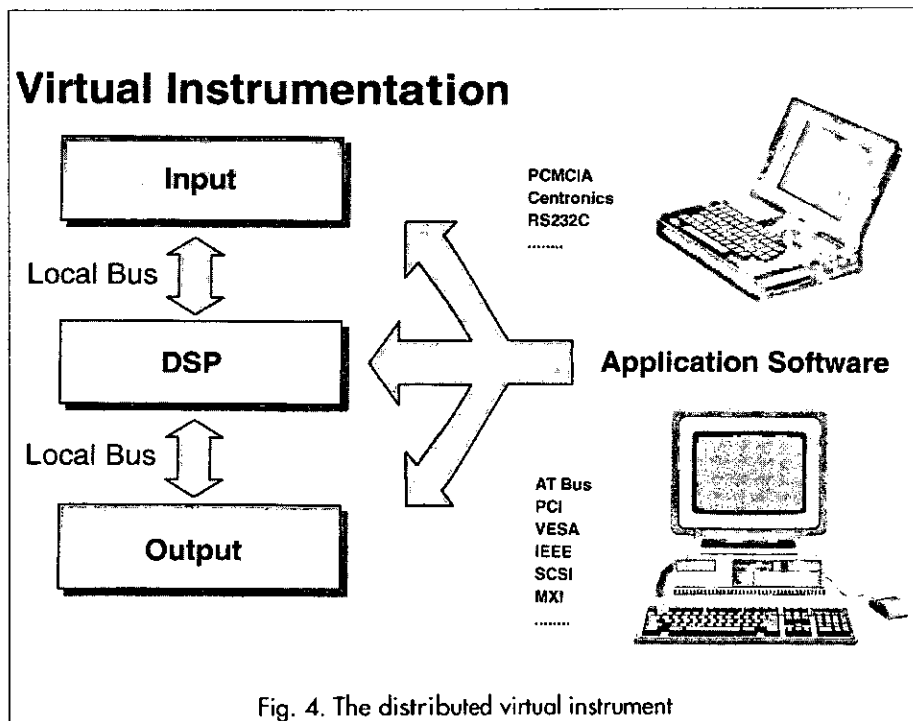 Virtual Instrumentation
Input
Local Bus
DSP
Local Bus
Output
PCMCIA
Centronics
RS232C
........
Application Software
AT Bus
PCI
VESA
IEEE
SCSI
MXI
........
Fig. 4. The distributed virtual instrument